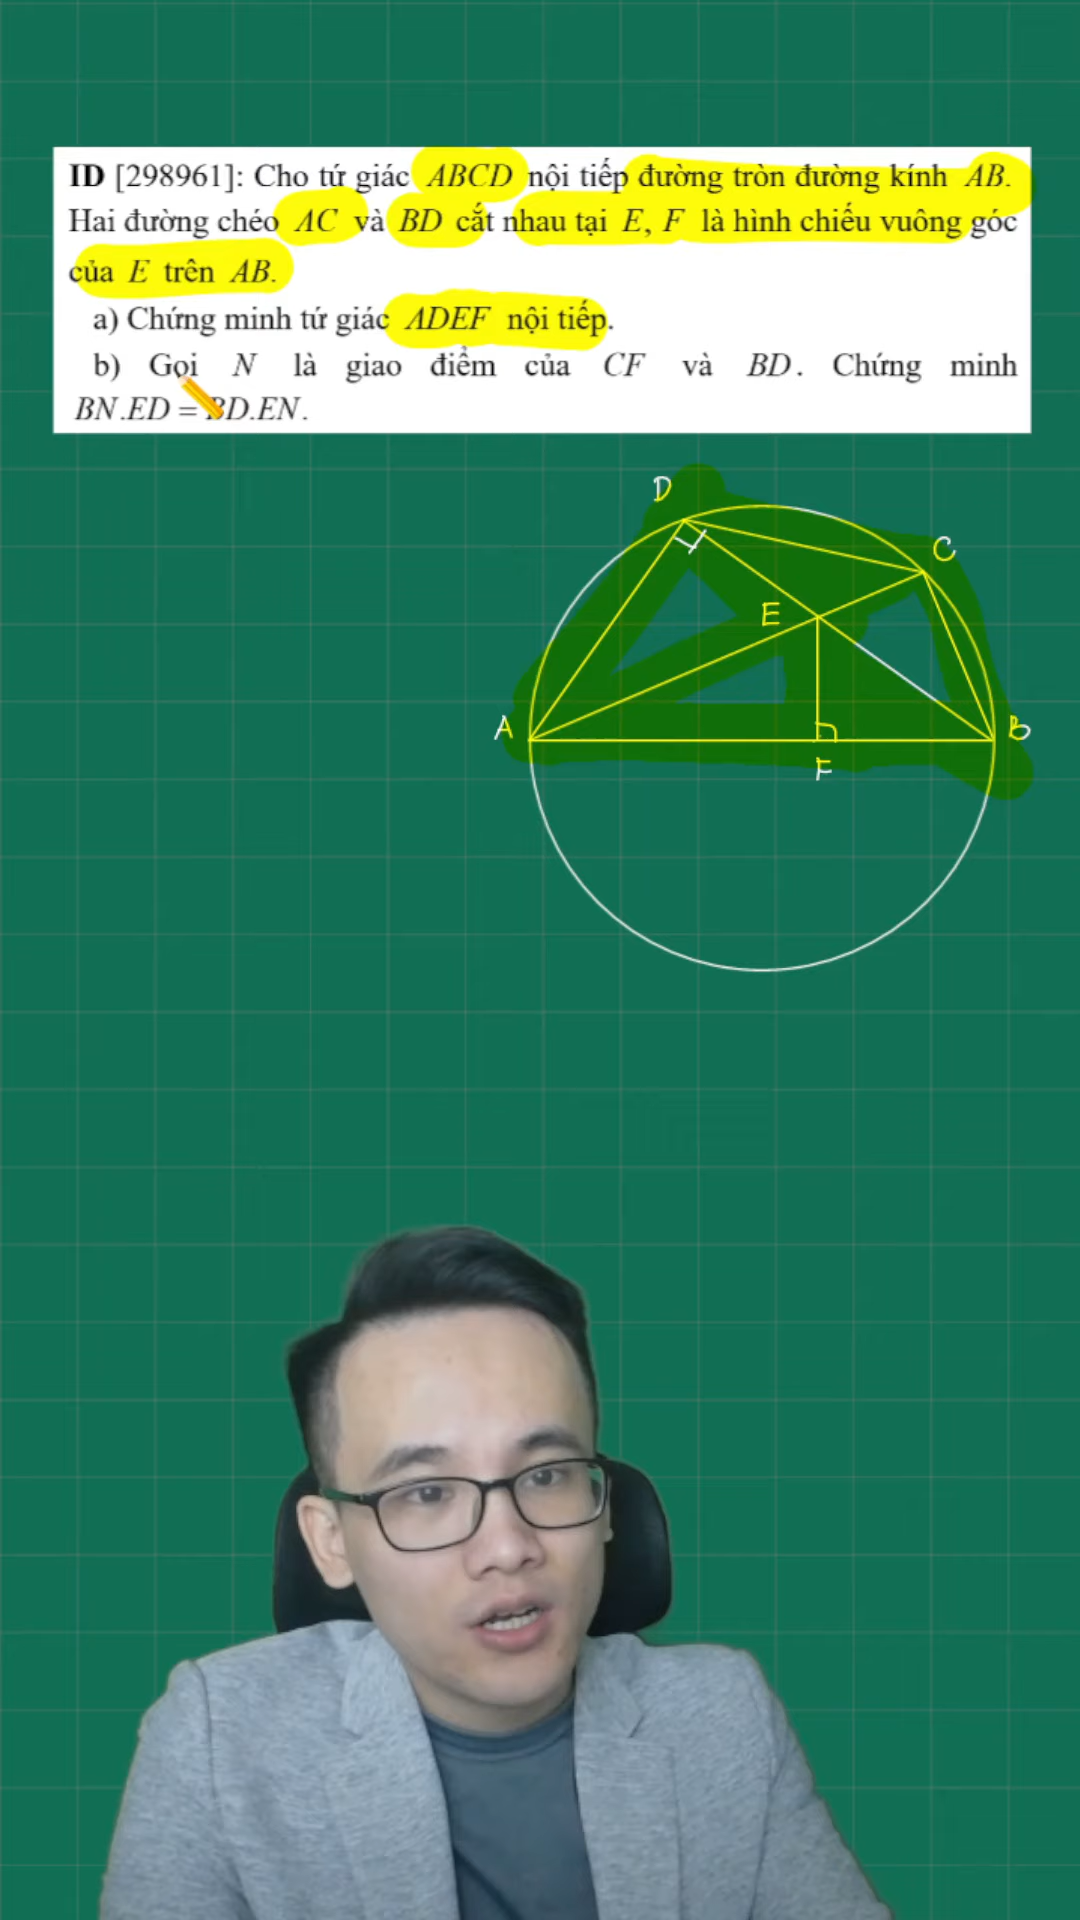 ID [298961]: Cho tứ giác ABCD nội tiếp đường tròn đường kính AB.
Hai đường chéo AC và BD cắt nhau tại E, F là hình chiếu vuông góc
của E trên AB.
a) Chứng minh tứ giác ADEF nội tiếp.
b) Gọi N là giao điểm của CF và BD. Chứng minh
BN.ED = BD.EN.
D
C
E
A
B
F